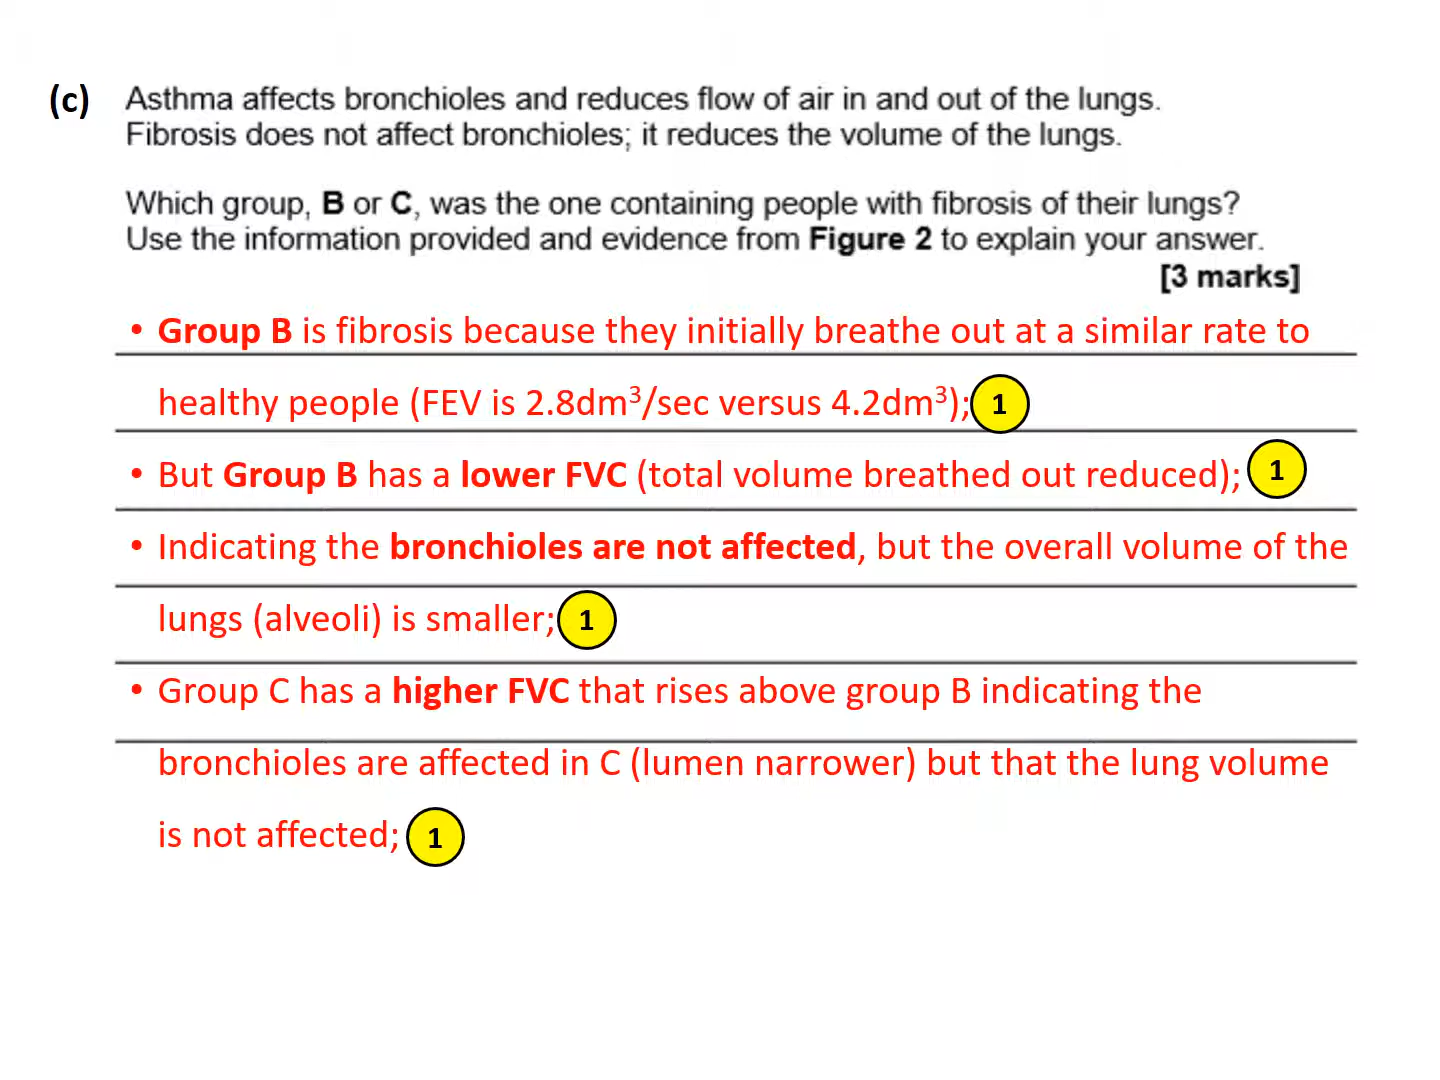 (c) Asthma affects bronchioles and reduces flow of air in and out of the lungs.
Fibrosis does not affect bronchioles; it reduces the volume of the lungs.
Which group, B or C, was the one containing people with fibrosis of their lungs?
Use the information provided and evidence from Figure 2 to explain your answer.
[3 marks]
• Group B is fibrosis because they initially breathe out at a similar rate to
healthy people (FEV is 2.8dm³/sec versus 4.2dm³); 1
• But Group B has a lower FVC (total volume breathed out reduced); 1
• Indicating the bronchioles are not affected, but the overall volume of the
lungs (alveoli) is smaller; 1
• Group C has a higher FVC that rises above group B indicating the
bronchioles are affected in C (lumen narrower) but that the lung volume
is not affected; 1